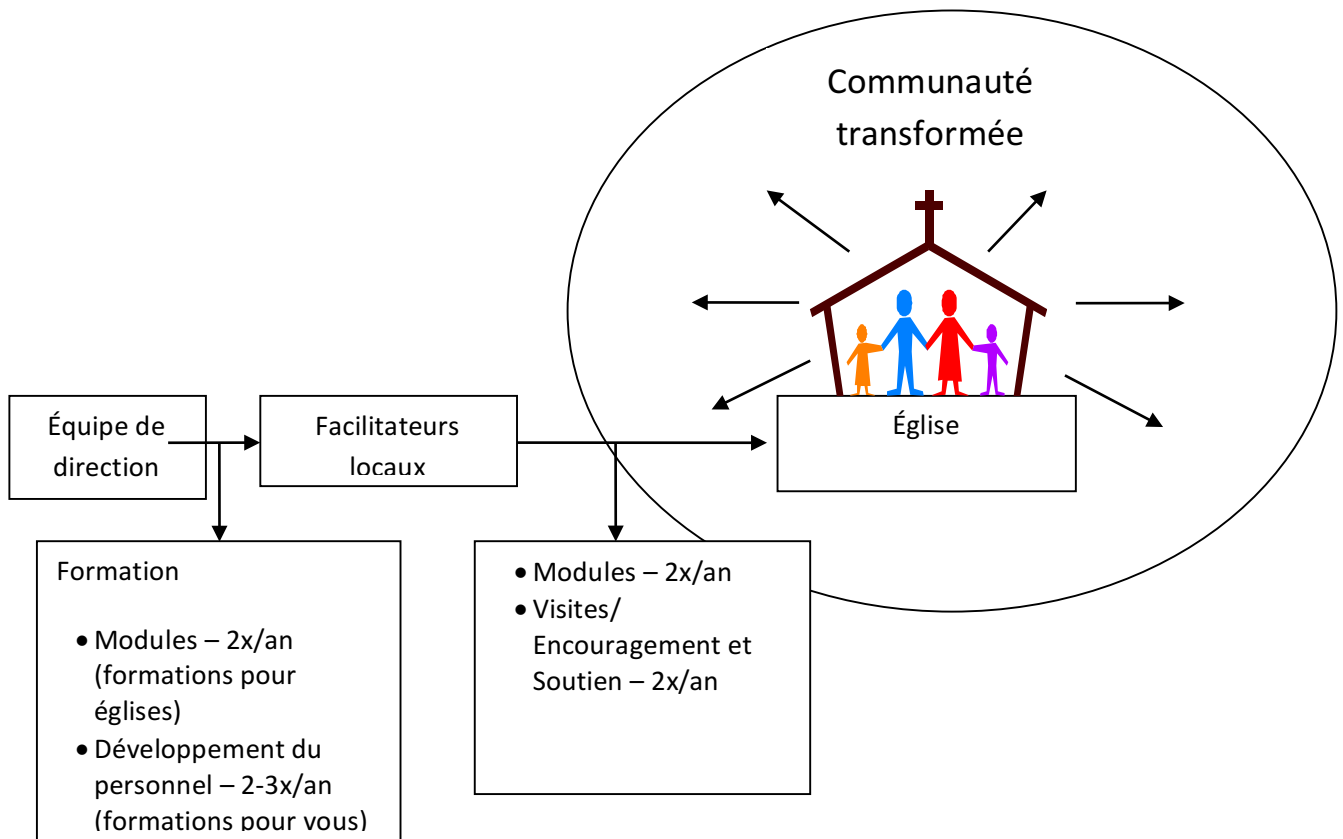 Communauté
transformée
Équipe de
direction
Facilitateurs
locaux
Église
Formation
• Modules – 2x/an
(formations pour
églises)
• Développement du
personnel – 2-3x/an
(formations pour vous)
• Modules – 2x/an
• Visites/
Encouragement et
Soutien – 2x/an